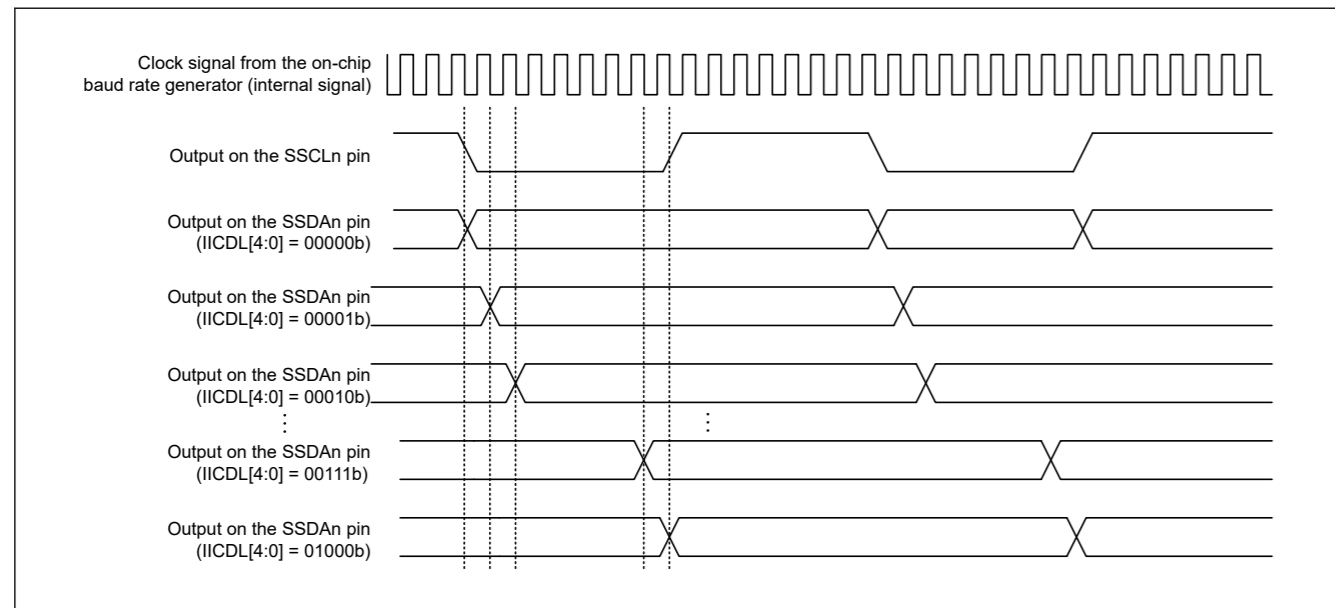 Clock signal from the on-chip
baud rate generator (internal signal)
Output on the SSCLn pin
Output on the SSDAn pin
(IICDL[4:0] = 00000b)
Output on the SSDAn pin
(IICDL[4:0] = 00001b)
Output on the SSDAn pin
(IICDL[4:0] = 00010b)
Output on the SSDAn pin
(IICDL[4:0] = 00111b)
Output on the SSDAn pin
(IICDL[4:0] = 01000b)